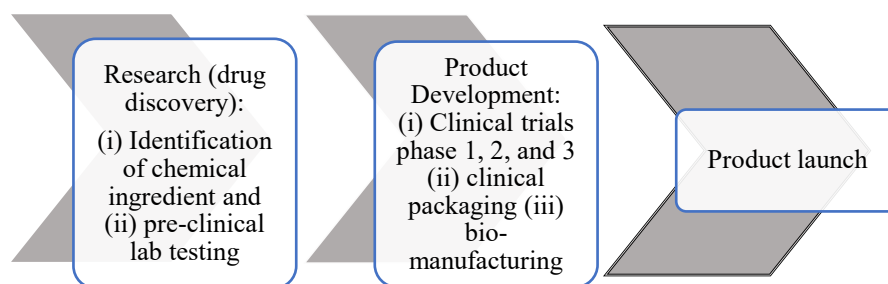 Research (drug
discovery):
(i) Identification
of chemical
ingredient and
(ii) pre-clinical
lab testing
Product
Development:
(i) Clinical trials
phase 1, 2, and 3
(ii) clinical
packaging (iii)
bio-
manufacturing
Product launch